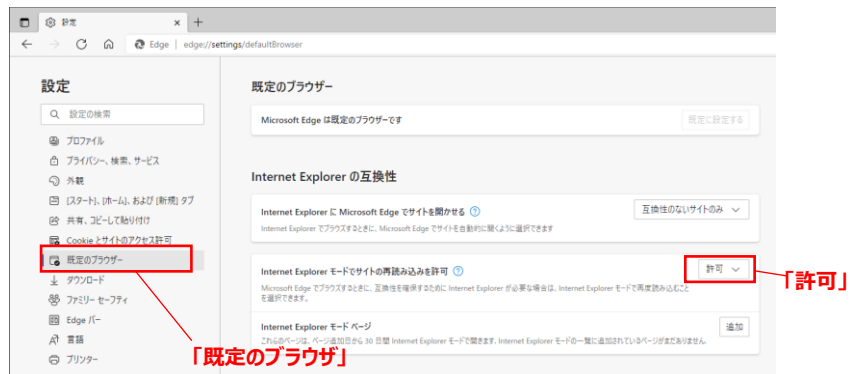 設定
Edge | edge://settings/defaultBrowser
設定
設定の検索
プロファイル
プライバシー、検索、サービス
外観
[スタート]、[ホーム]、および [新規] タブ
共有、コピーして貼り付け
Cookie とサイトのアクセス許可
既定のブラウザー
ダウンロード
ファミリー セーフティ
Edge バー
言語
プリンター
「既定のブラウザ」
既定のブラウザー
Microsoft Edge は既定のブラウザーです
既定に設定する
Internet Explorer の互換性
Internet Explorer に Microsoft Edge でサイトを開かせる
互換性のないサイトのみ
Internet Explorer でブラウズするときに、Microsoft Edge でサイトを自動的に開くように選択できます
Internet Explorer モードでサイトの再読み込みを許可
許可
「許可」
Microsoft Edge でブラウズするときに、互換性を確保するために Internet Explorer が必要な場合は、Internet Explorer モードで再度読み込むこと
を選択できます。
Internet Explorer モード ページ
追加
これらのページは、ページ追加日から 30 日間 Internet Explorer モードで開きます。Internet Explorer モードの一覧に追加されているページがまだありません。